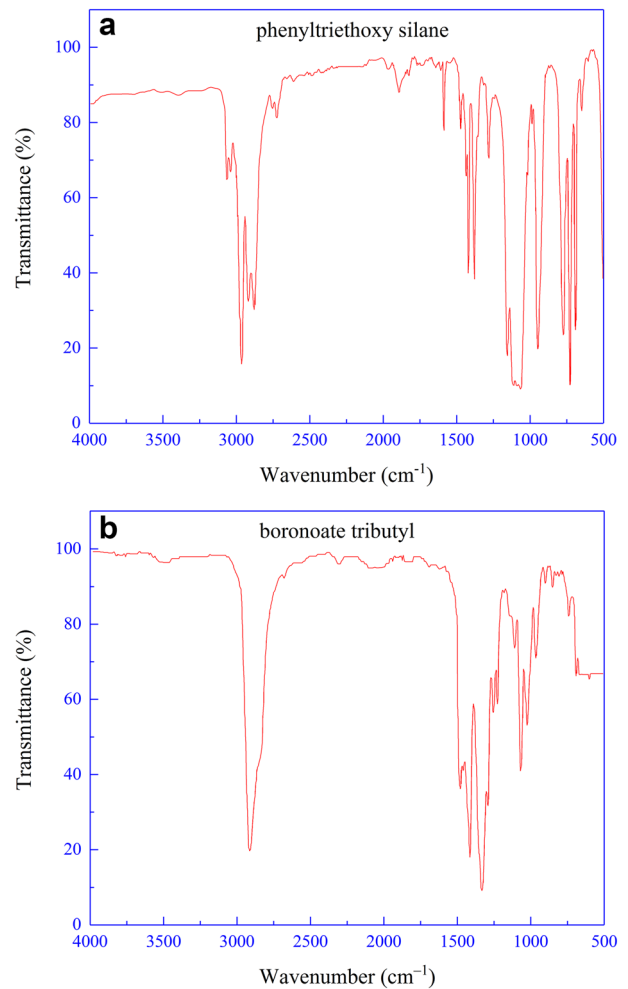 a
phenyltriethoxy silane
100
80
60
40
20
0
Transmittance (%)
4000 3500 3000 2500 2000 1500 1000 500
Wavenumber (cm-1)
b
boronoate tributyl
100
80
60
40
20
0
Transmittance (%)
4000 3500 3000 2500 2000 1500 1000 500
Wavenumber (cm–1)